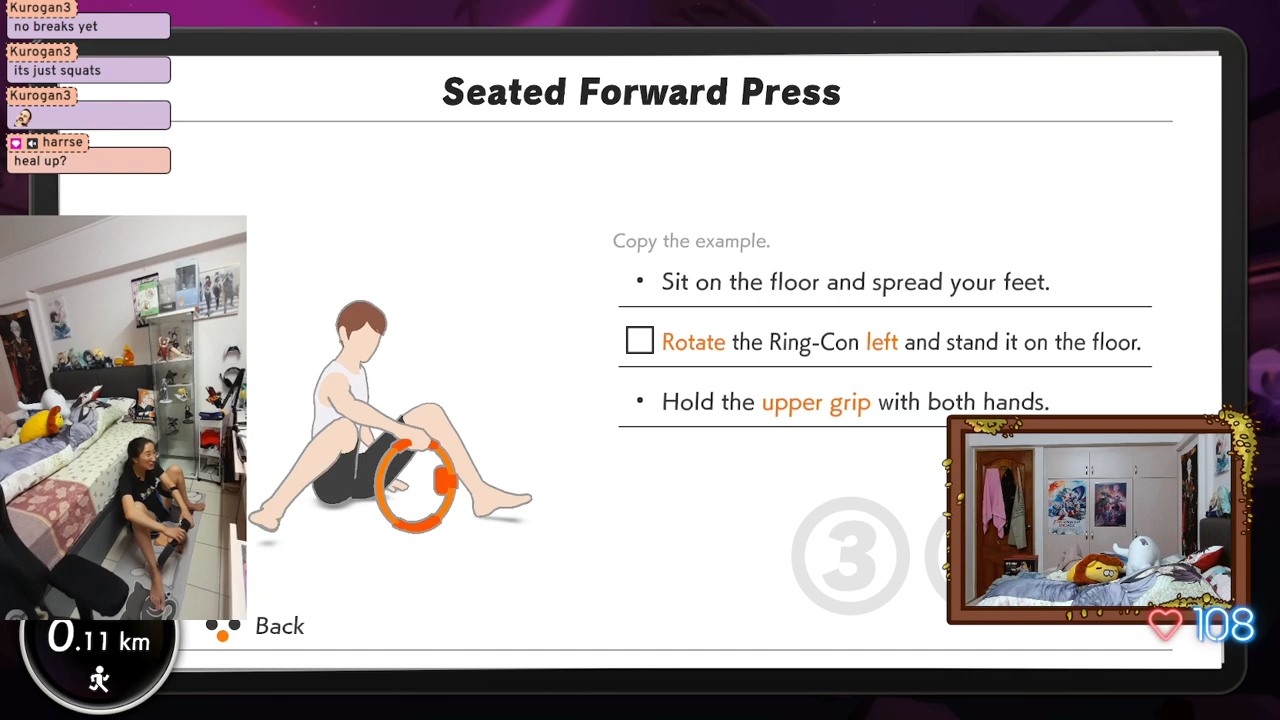 Kurogan3
no breaks yet
Kurogan3
its just squats
Kurogan3
harrse
heal up?
Seated Forward Press
Copy the example.
• Sit on the floor and spread your feet.
Rotate the Ring-Con left and stand it on the floor.
• Hold the upper grip with both hands.
3
108
Back
0.11 km